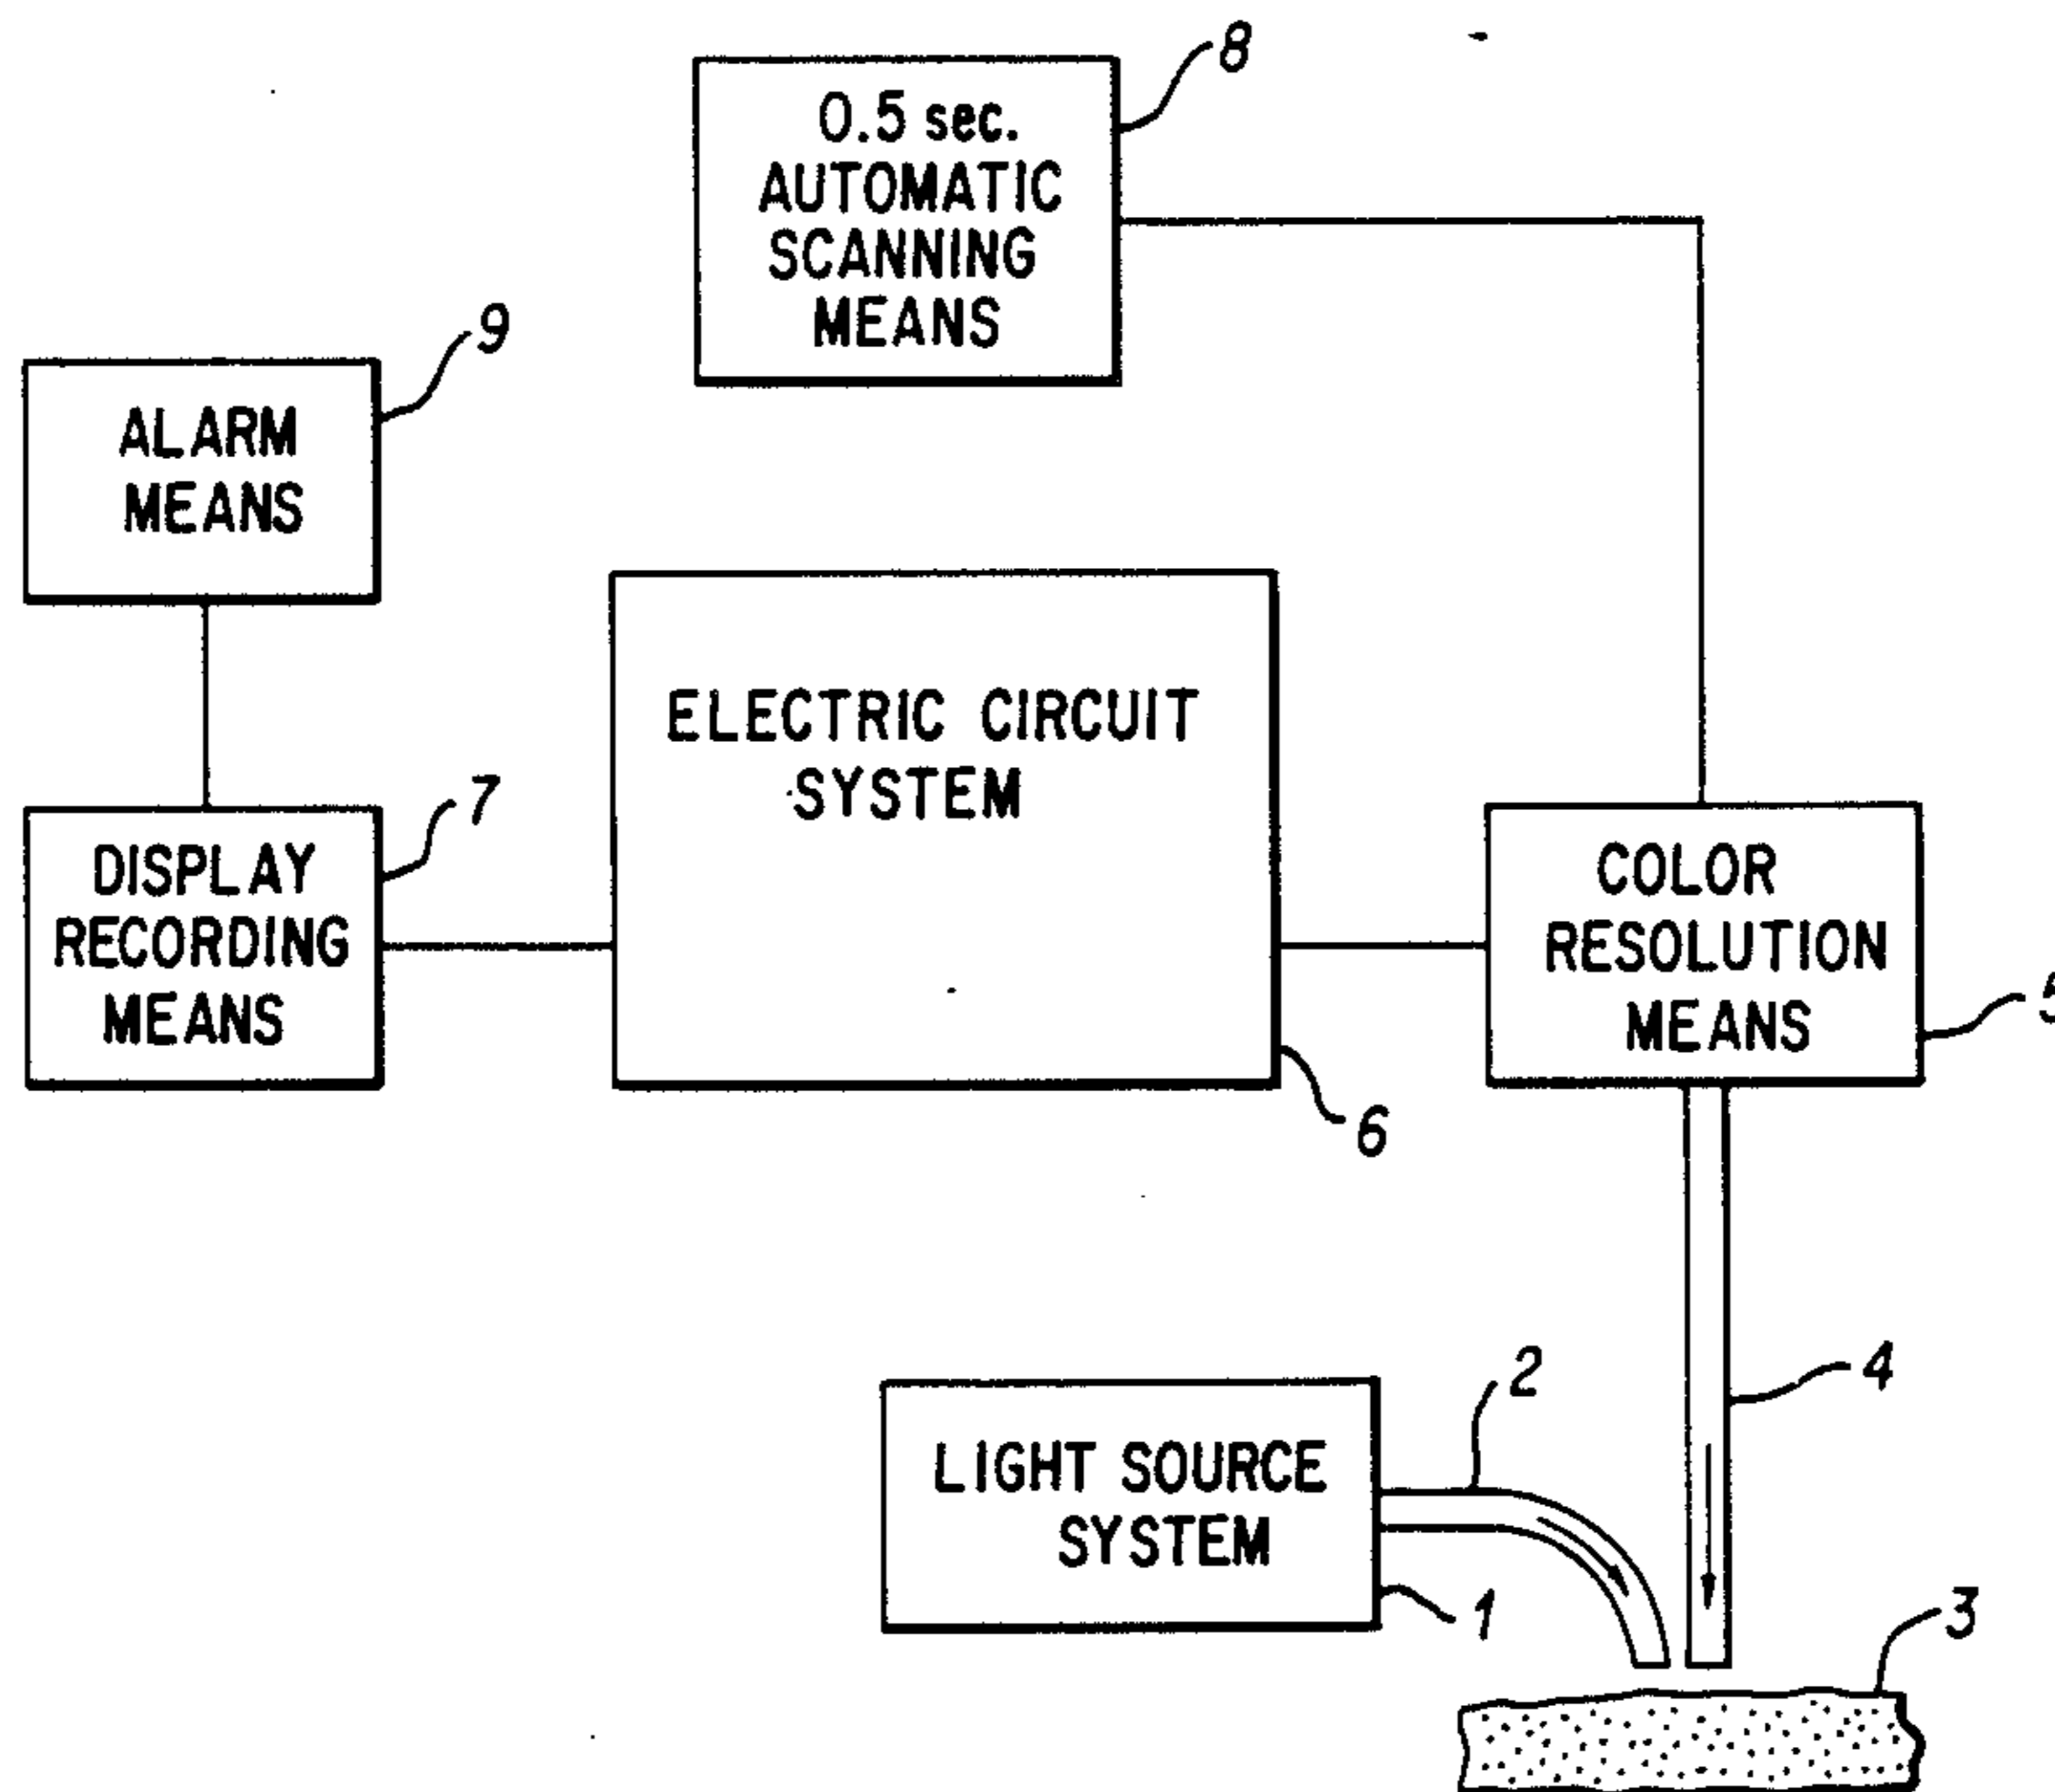 8
0.5 sec.
AUTOMATIC
SCANNING
MEANS
9
ALARM
MEANS
ELECTRIC CIRCUIT
SYSTEM
7
DISPLAY
RECORDING
MEANS
COLOR
RESOLUTION
MEANS
5
6
2
4
LIGHT SOURCE
SYSTEM
1
3